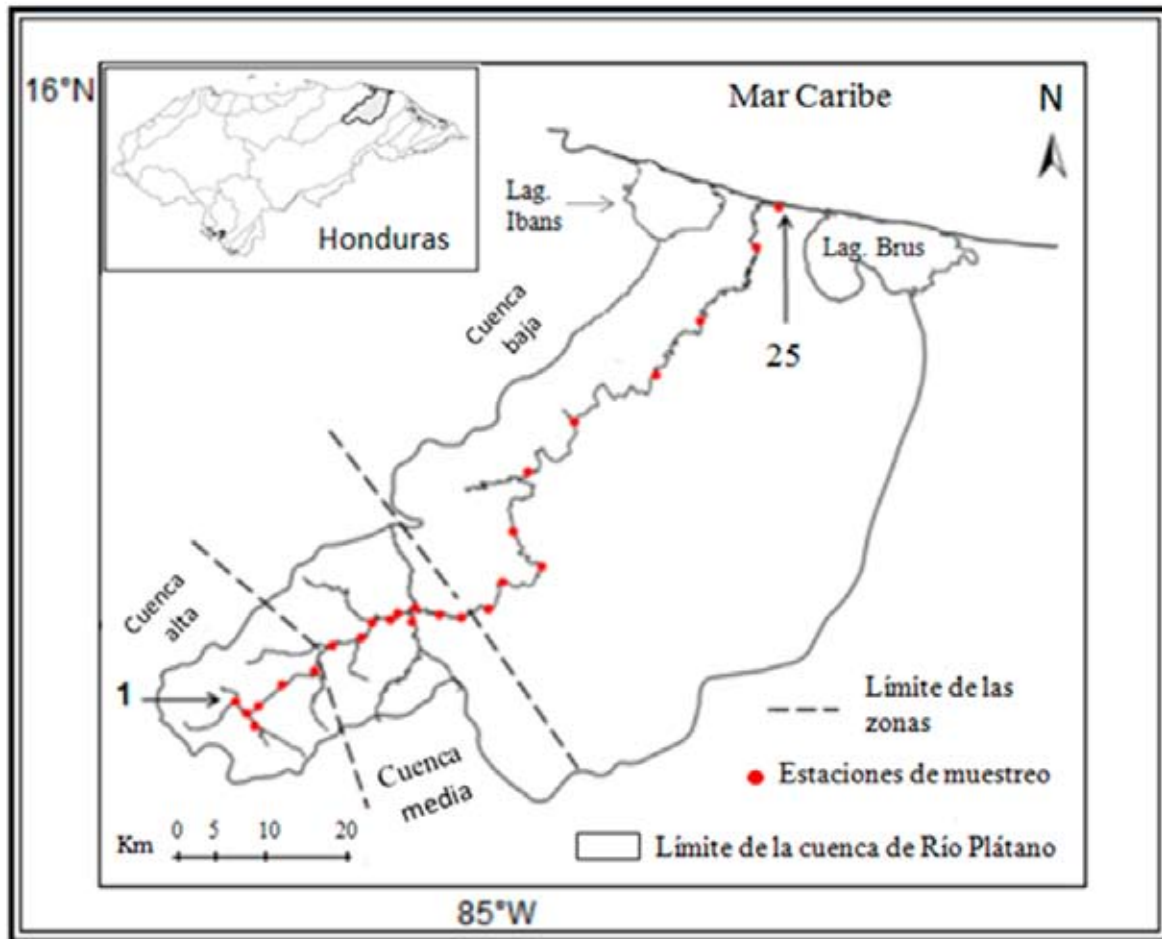 16°N
Mar Caribe
N
Honduras
Lag.
Ibans
Lag. Brus
25
Cuenca
baja
Cuenca
alta
1
Cuenca
media
Límite de las
zonas
Estaciones de muestreo
Límite de la cuenca de Río Plátano
Km 0 5 10 20
85°W